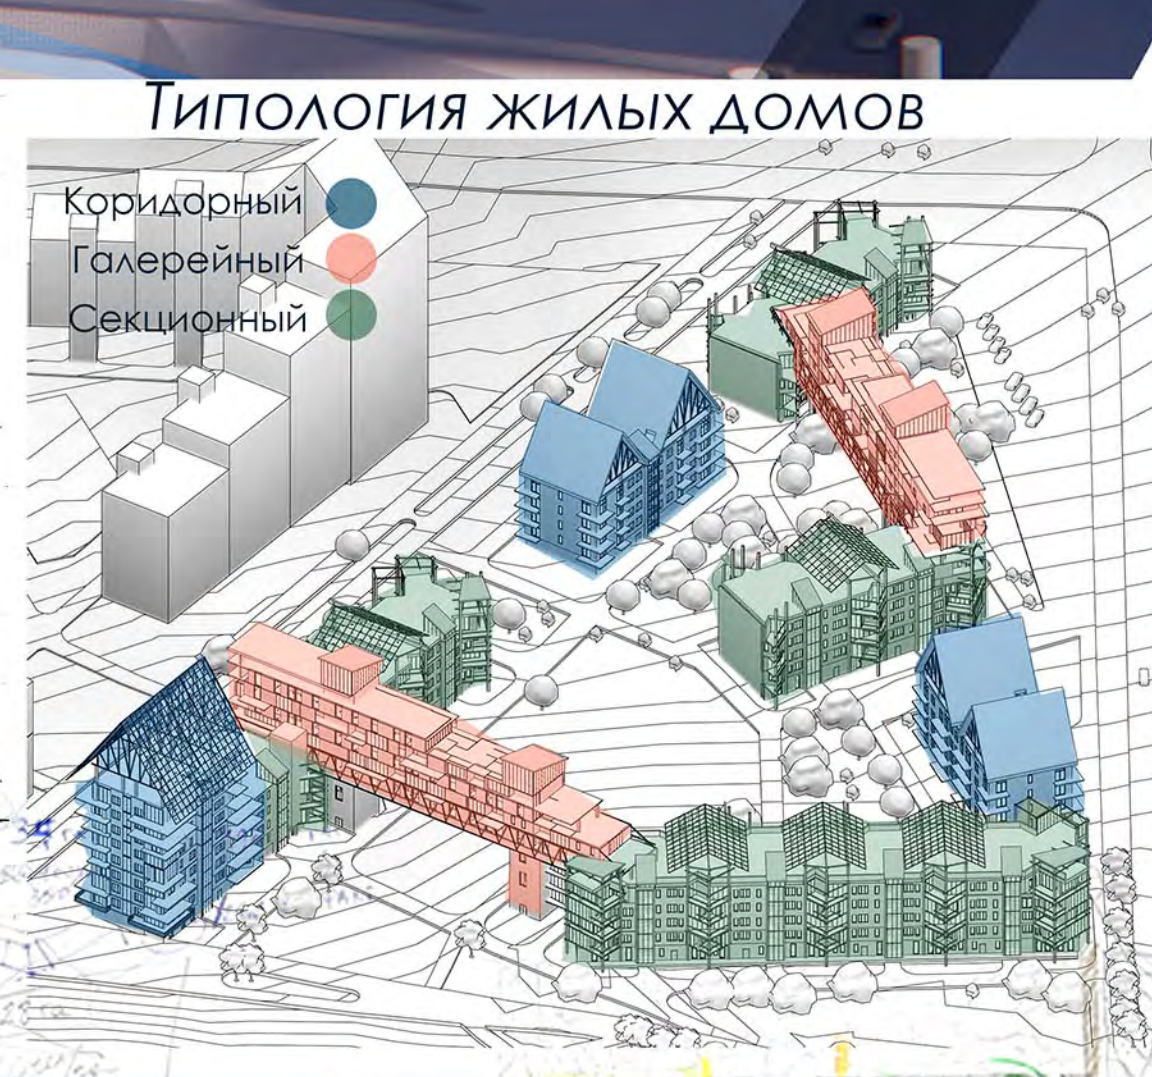 Типология жилых домов
Коридорный
Галерейный
Секционный